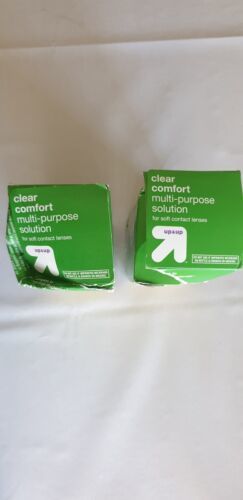 clear
comfort
multi-purpose
solution
for soft contact lenses
up&up
clear
comfort
multi-purpose
solution
for soft contact lenses
up&up